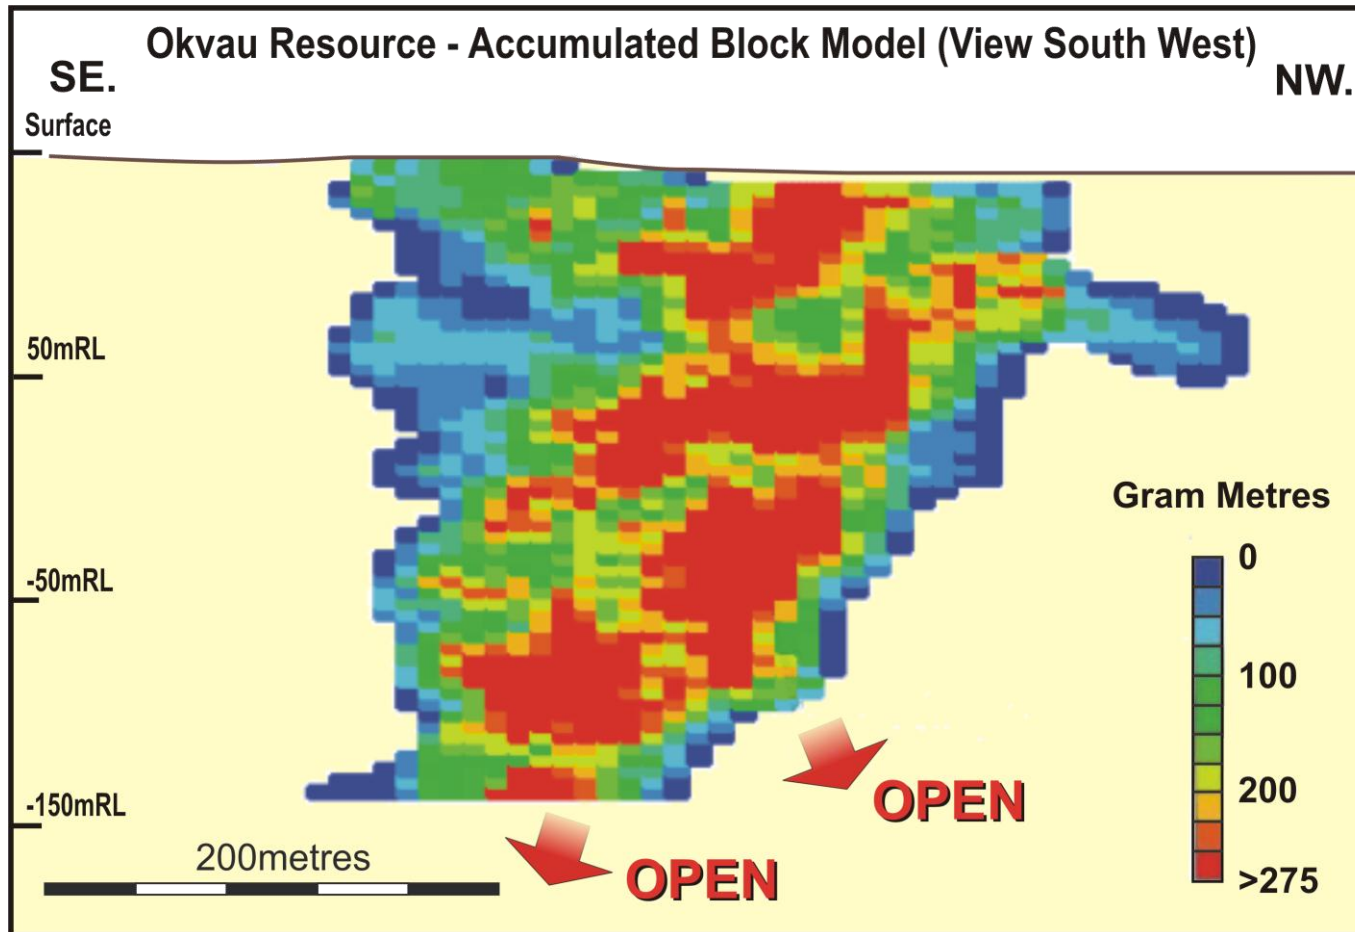 Okvau Resource - Accumulated Block Model (View South West)
SE.
NW.
Surface
50mRL
-50mRL
-150mRL
Gram Metres
0
100
200
>275
OPEN
OPEN
200metres